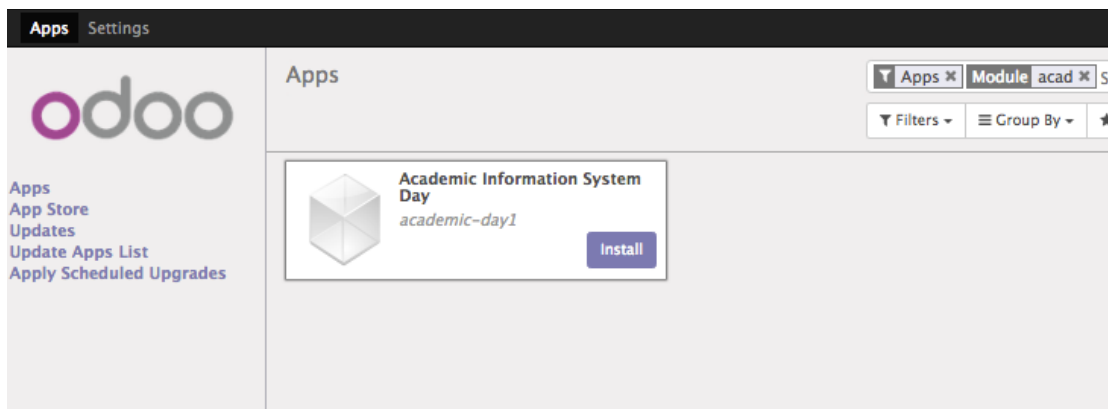 Apps Settings
odoo
Apps
App Store
Updates
Update Apps List
Apply Scheduled Upgrades
Apps
Apps × Module acad × S
Filters Group By
Academic Information System
Day
academic-day1
Install